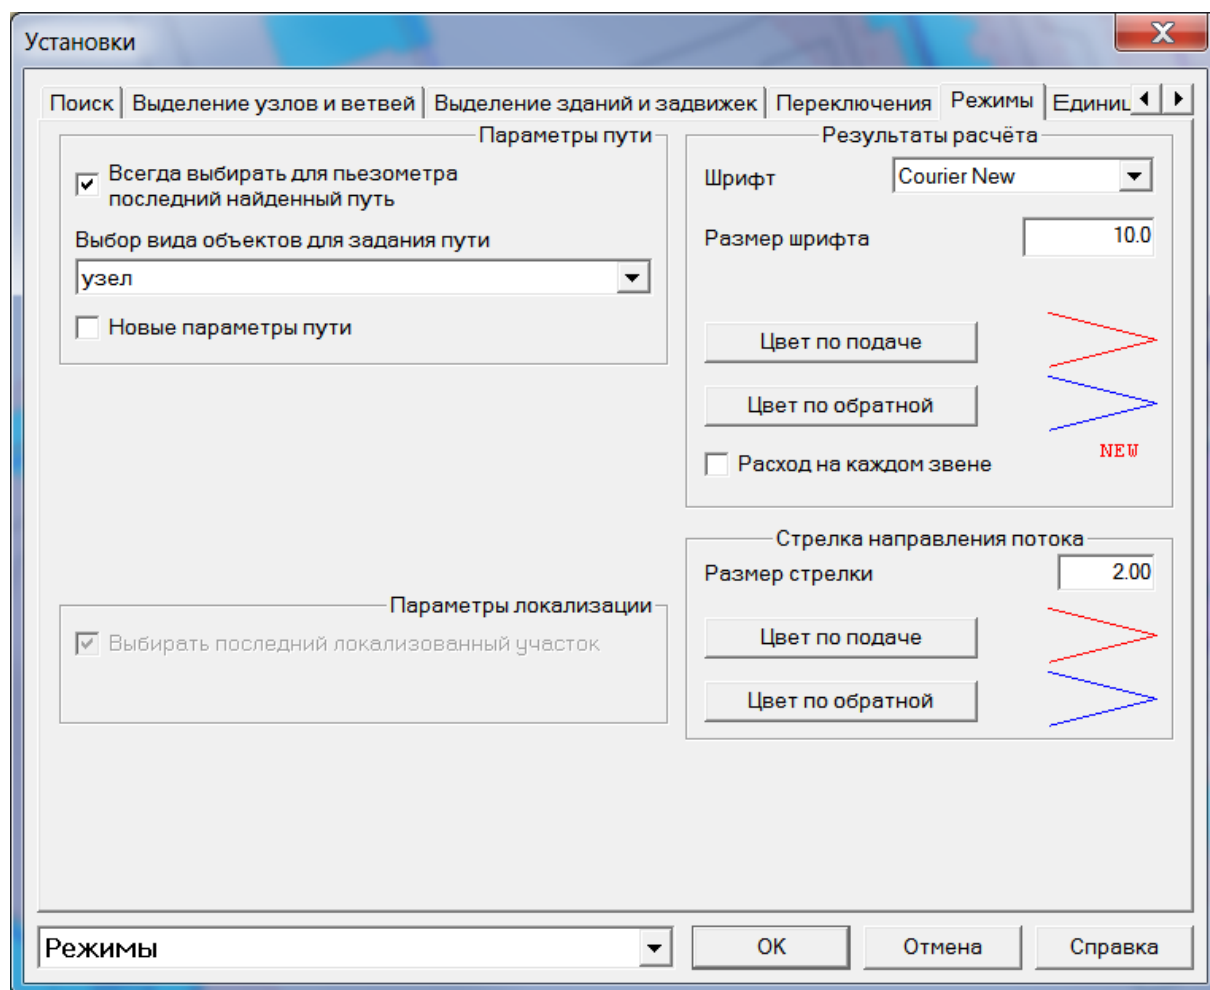 Установки
Поиск
Выделение узлов и ветвей
Выделение зданий и задвижек
Переключения
Режимы
Единиц
Параметры пути
Всегда выбирать для пьезометра
последний найденный путь
Выбор вида объектов для задания пути
узел
Новые параметры пути
Параметры локализации
Выбирать последний локализованный участок
Результаты расчёта
Шрифт
Courier New
Размер шрифта
10.0
Цвет по подаче
Цвет по обратной
Расход на каждом звене
NEW
Стрелка направления потока
Размер стрелки
2.00
Цвет по подаче
Цвет по обратной
Режимы
OK
Отмена
Справка